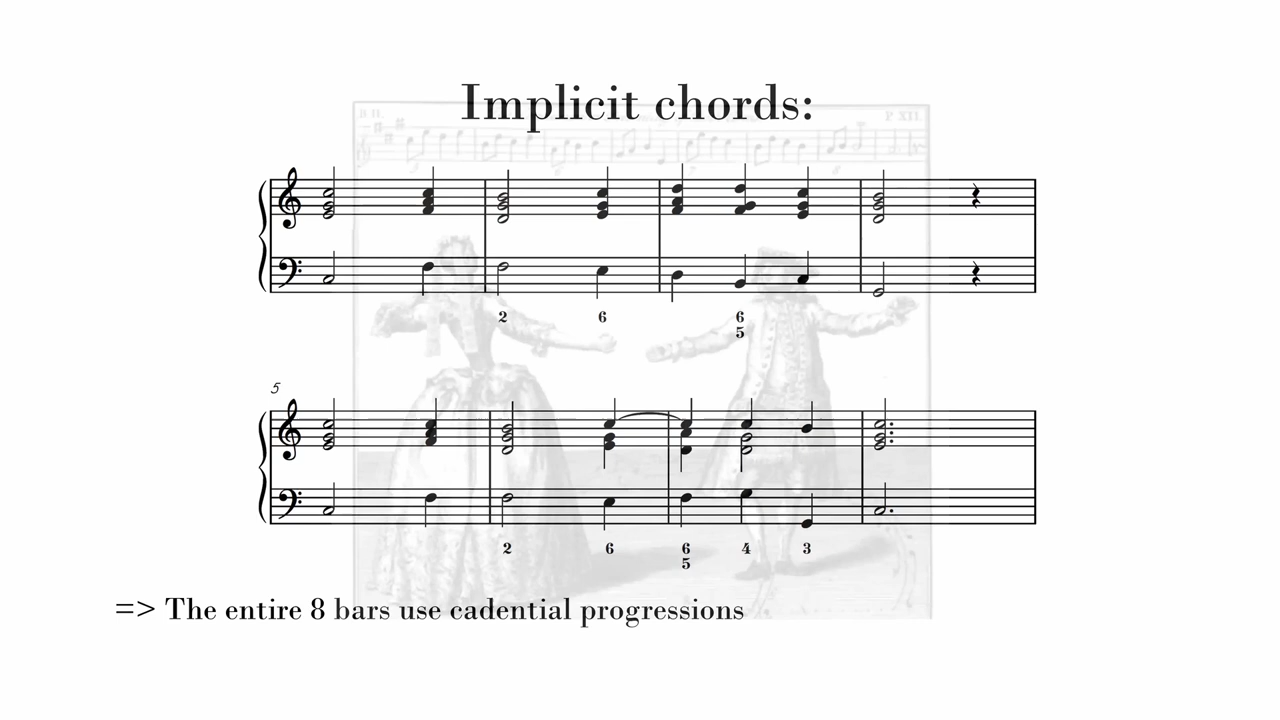 Implicit chords:
P. XII.
2 6 6
5
5
2 6 6 4 3
5
=> The entire 8 bars use cadential progressions